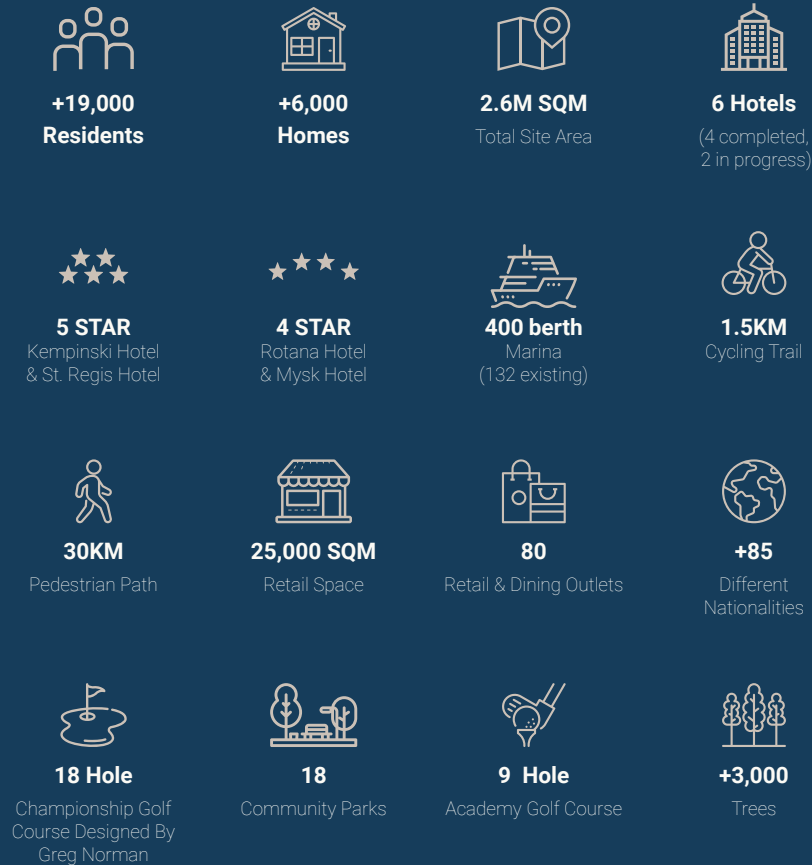 +19,000
Residents
+6,000
Homes
2.6M SQM
Total Site Area
6 Hotels
(4 completed,
2 in progress)
5 STAR
Kempinski Hotel
& St. Regis Hotel
4 STAR
Rotana Hotel
& Mysk Hotel
400 berth
Marina
(132 existing)
1.5KM
Cycling Trail
30KM
Pedestrian Path
25,000 SQM
Retail Space
80
Retail & Dining Outlets
+85
Different
Nationalities
18 Hole
Championship Golf
Course Designed By
Greg Norman
18
Community Parks
9 Hole
Academy Golf Course
+3,000
Trees